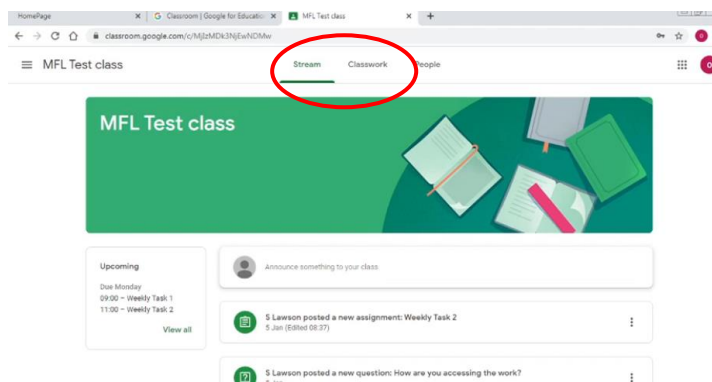 HomePage
Classroom | Google for Educatio
MFL Test class
classroom.google.com/c/
MFL Test class
Stream
Classwork
People
MFL Test class
Upcoming
Due Monday
09:00 – Weekly Task 1
11:00 – Weekly Task 2
View all
Announce something to your class
S Lawson posted a new assignment: Weekly Task 2
5 Jan (Edited 08:37)
S Lawson posted a new question: How are you accessing the work?